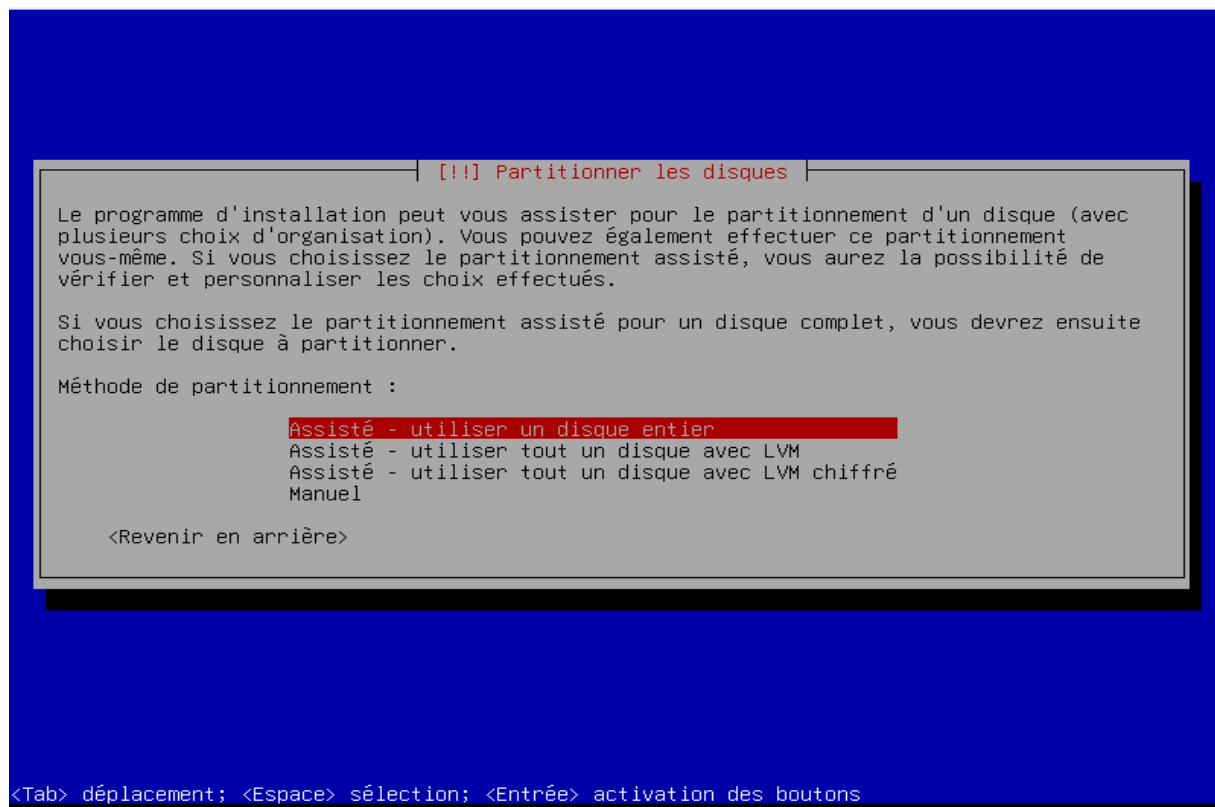 [!!] Partitionner les disques
Le programme d'installation peut vous assister pour le partitionnement d'un disque (avec
plusieurs choix d'organisation). Vous pouvez également effectuer ce partitionnement
vous-même. Si vous choisissez le partitionnement assisté, vous aurez la possibilité de
vérifier et personnaliser les choix effectués.
Si vous choisissez le partitionnement assisté pour un disque complet, vous devrez ensuite
choisir le disque à partitionner.
Méthode de partitionnement :
Assisté - utiliser un disque entier
Assisté - utiliser tout un disque avec LVM
Assisté - utiliser tout un disque avec LVM chiffré
Manuel
<Revenir en arrière>
<Tab> déplacement; <Espace> sélection; <Entrée> activation des boutons